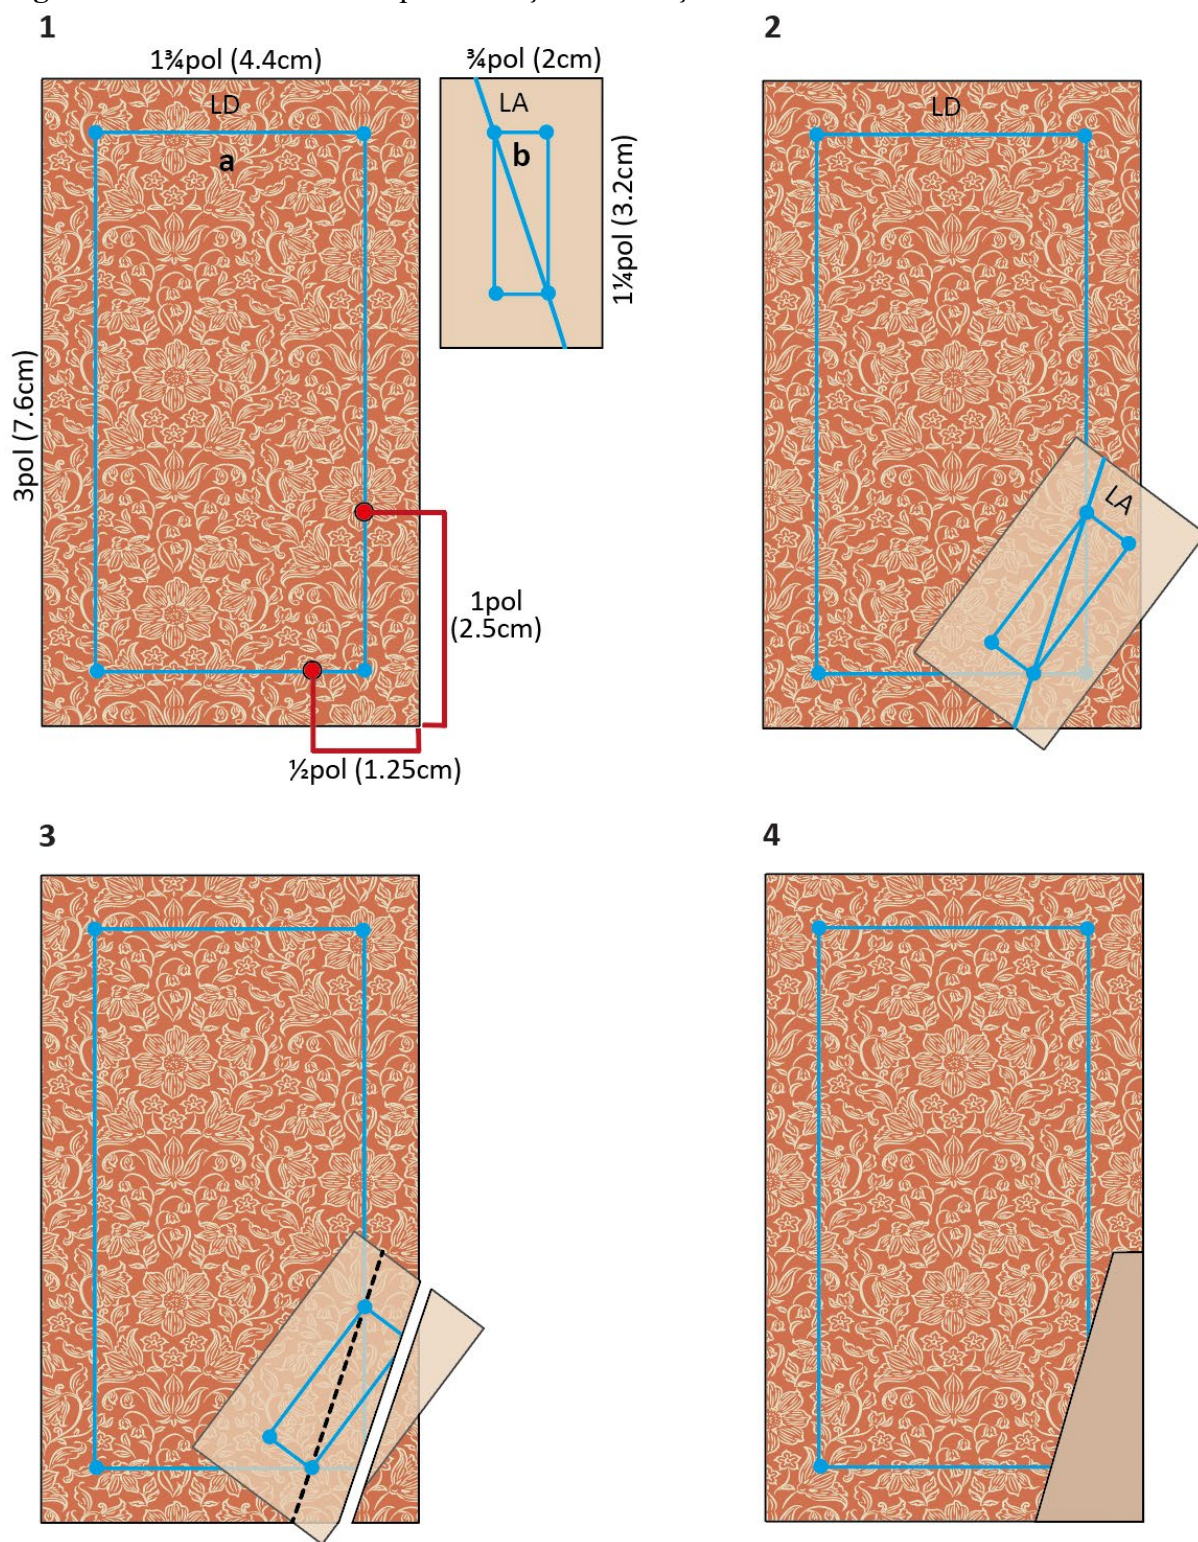 1
2
1¾pol (4.4cm)
¾pol (2cm)
LD
LA
LD
a
b
1¼pol (3.2cm)
3pol (7.6cm)
LA
1pol
(2.5cm)
½pol (1.25cm)
3
4